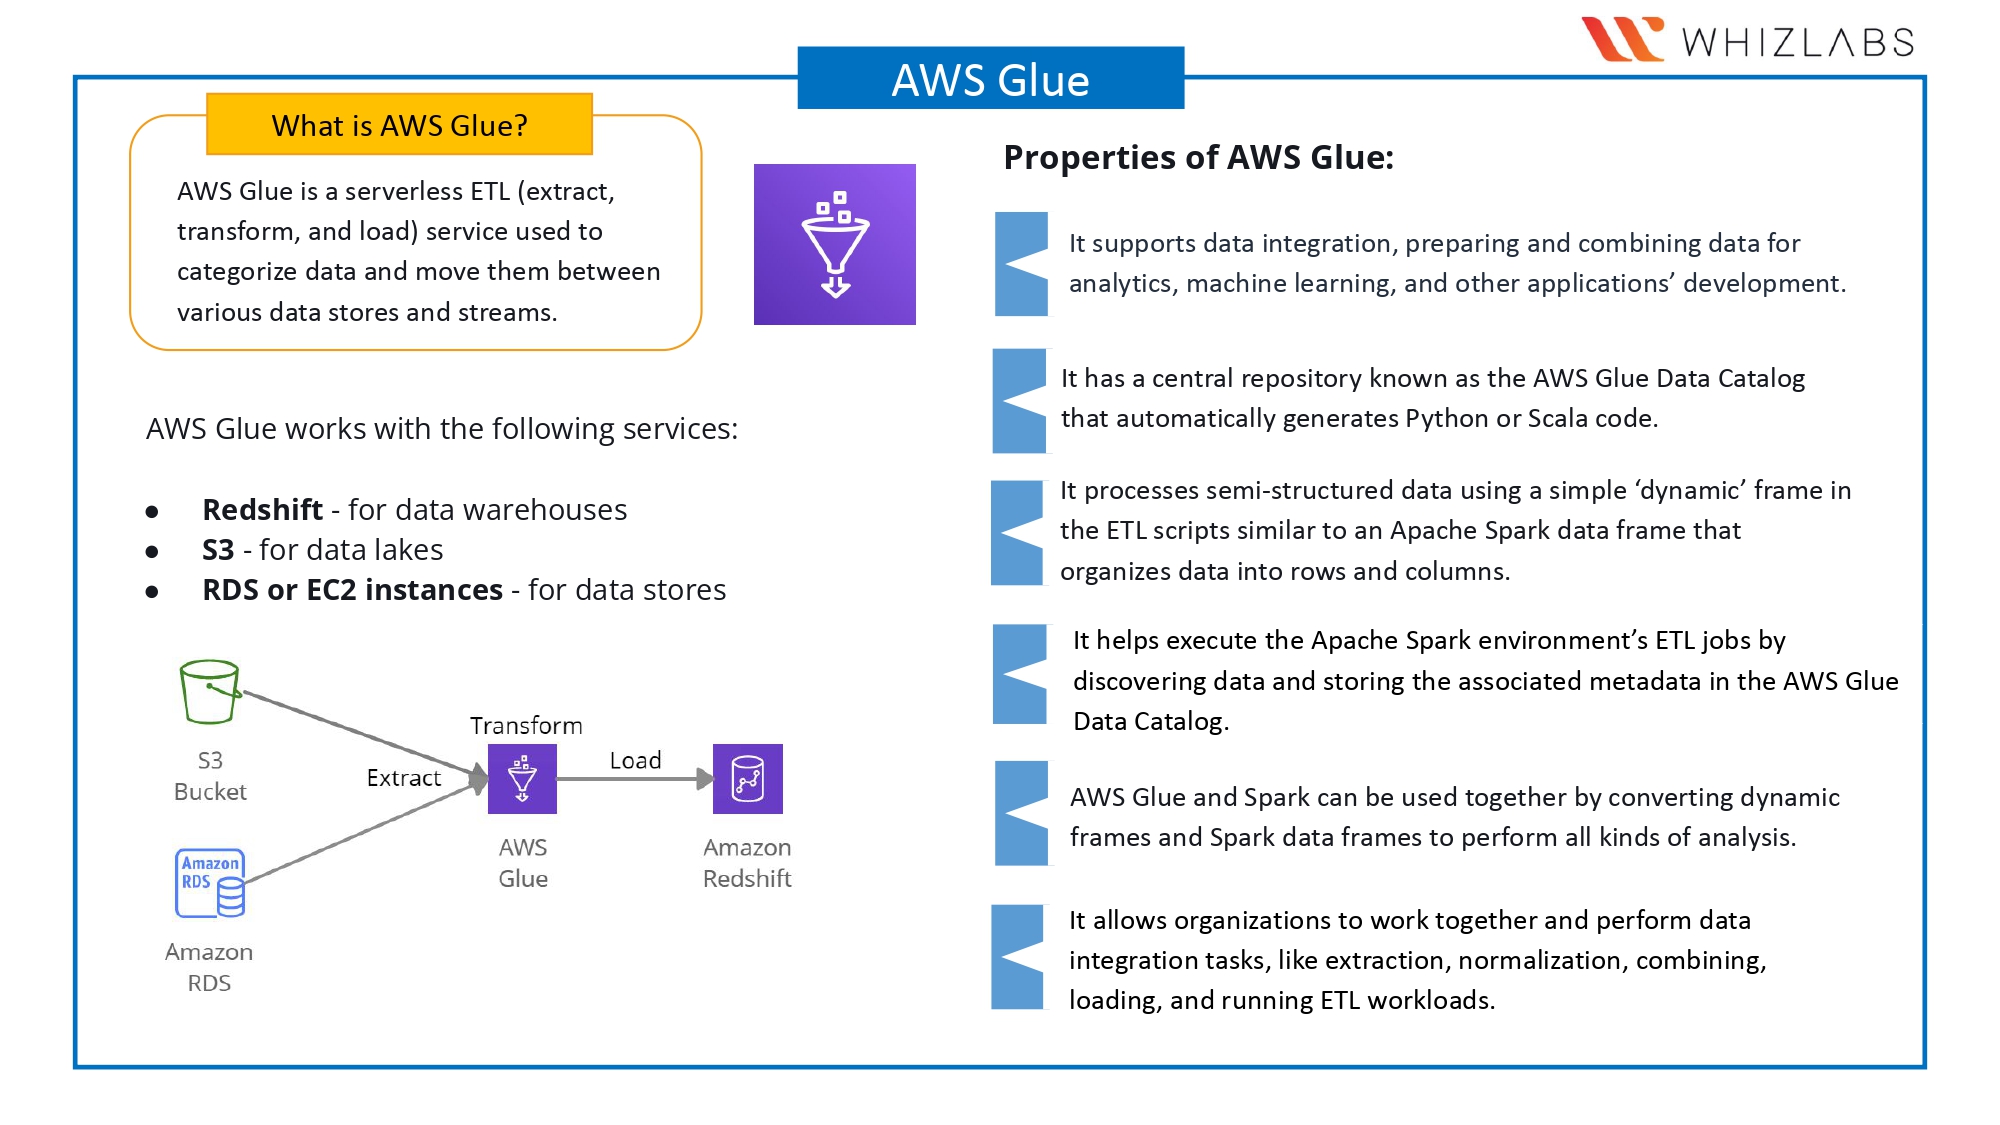 WHIZLABS
AWS Glue
What is AWS Glue?
AWS Glue is a serverless ETL (extract,
transform, and load) service used to
categorize data and move them between
various data stores and streams.
AWS Glue works with the following services:
● Redshift - for data warehouses
● S3 - for data lakes
● RDS or EC2 instances - for data stores
S3
Bucket
Extract
Transform
Load
AWS
Glue
Amazon
Redshift
Amazon
RDS
Amazon
RDS
Properties of AWS Glue:
It supports data integration, preparing and combining data for
analytics, machine learning, and other applications’ development.
It has a central repository known as the AWS Glue Data Catalog
that automatically generates Python or Scala code.
It processes semi-structured data using a simple ‘dynamic’ frame in
the ETL scripts similar to an Apache Spark data frame that
organizes data into rows and columns.
It helps execute the Apache Spark environment’s ETL jobs by
discovering data and storing the associated metadata in the AWS Glue
Data Catalog.
AWS Glue and Spark can be used together by converting dynamic
frames and Spark data frames to perform all kinds of analysis.
It allows organizations to work together and perform data
integration tasks, like extraction, normalization, combining,
loading, and running ETL workloads.